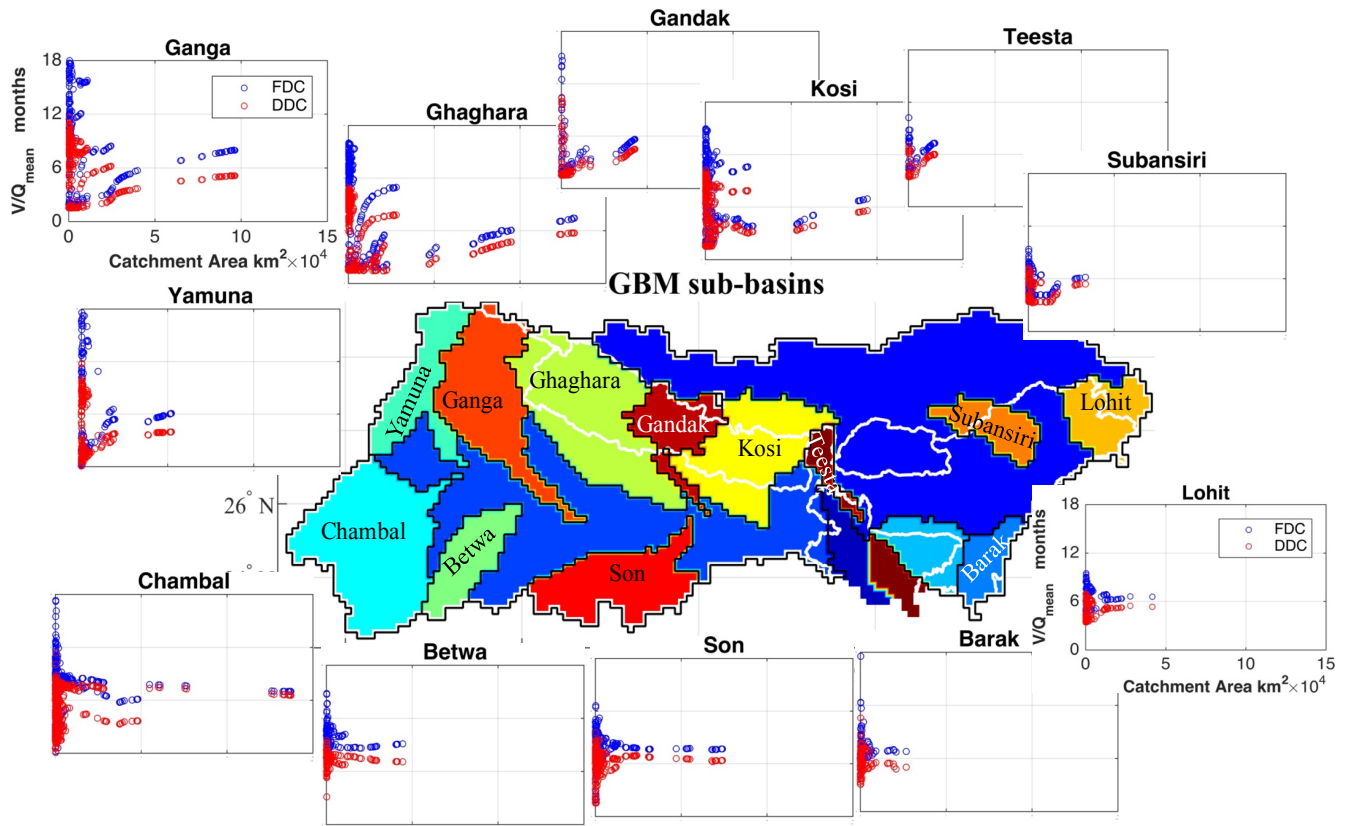 Gandak
Teesta
Ganga
18
12
6
0
V/Qmean months
FDC
DDC
0 5 10 15
Catchment Area km²×10⁴
Ghaghara
Kosi
Subansiri
GBM sub-basins
Yamuna
Yamuna
Ganga
Ghaghara
Gandak
Kosi
Teesta
Subansiri
Lohit
26° N
Chambal
Betwa
Son
Barak
Lohit
18
12
6
0
V/Qmean months
FDC
DDC
0 5 10 15
Catchment Area km²×10⁴
Chambal
Betwa
Son
Barak